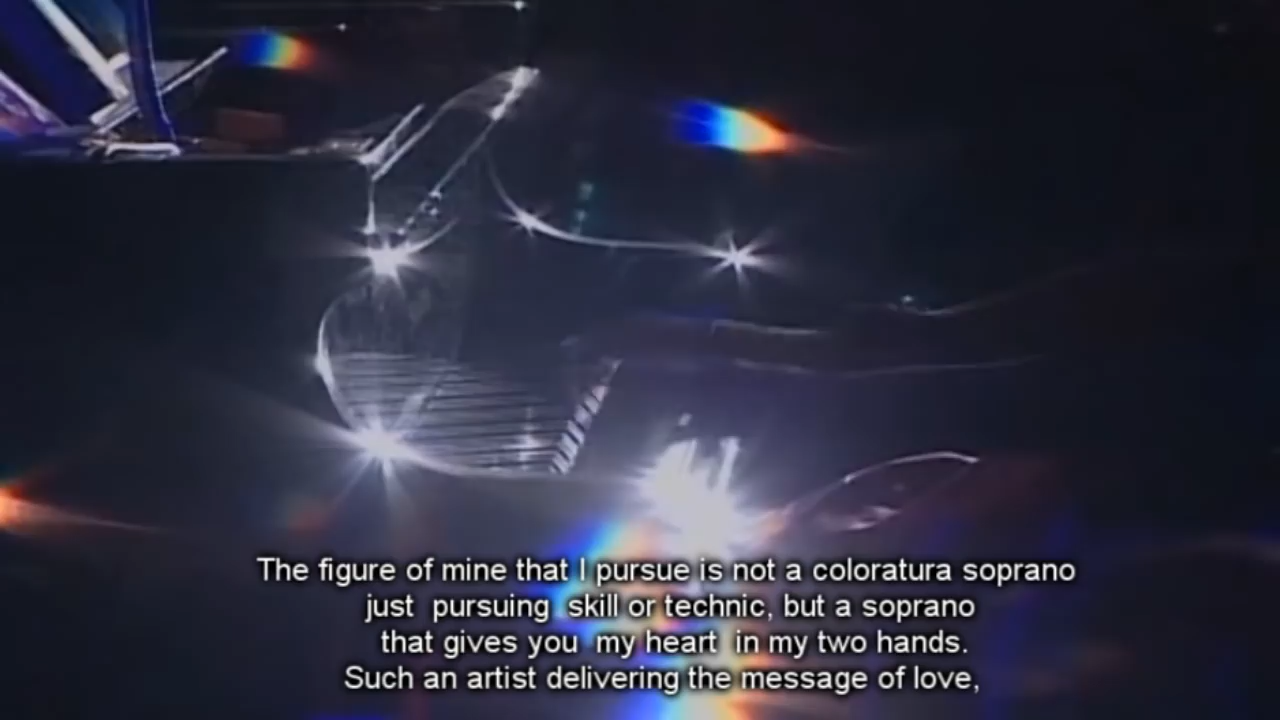 The figure of mine that I pursue is not a coloratura soprano
just pursuing skill or technic, but a soprano
that gives you my heart in my two hands.
Such an artist delivering the message of love,